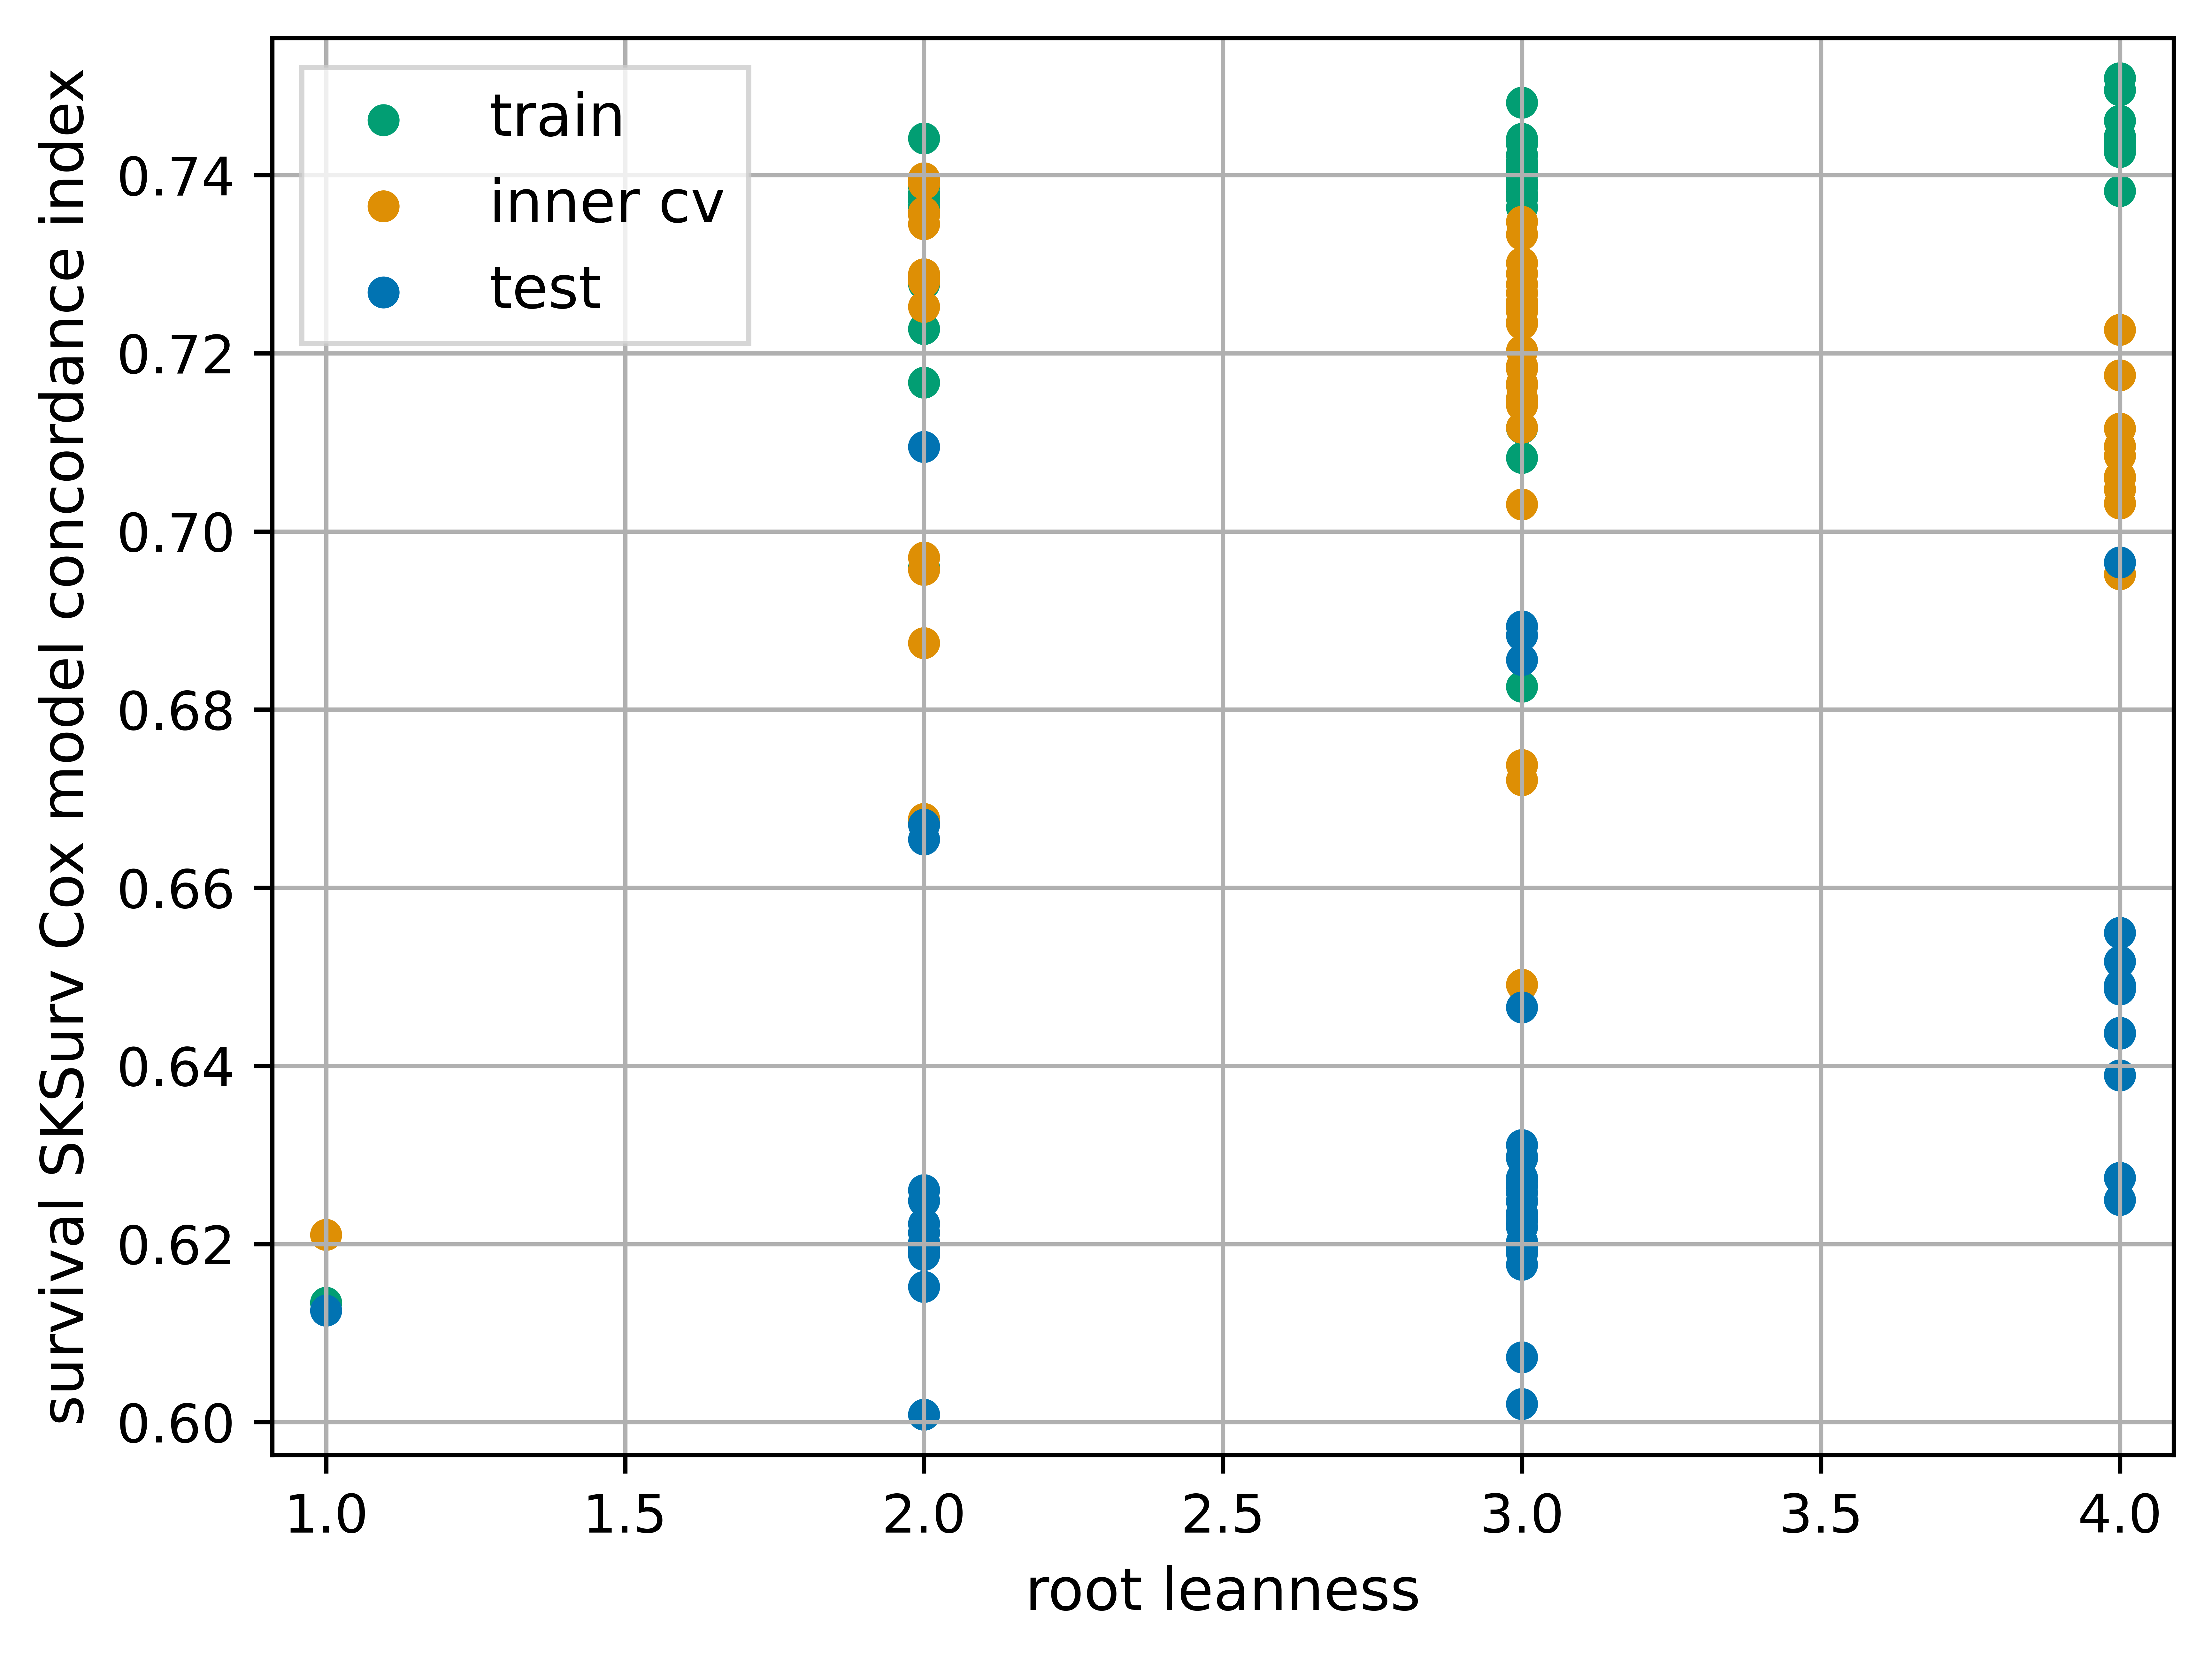 survival SKSurv Cox model concordance index
train
inner cv
test
0.74
0.72
0.70
0.68
0.66
0.64
0.62
0.60
1.0 1.5 2.0 2.5 3.0 3.5 4.0
root leanness